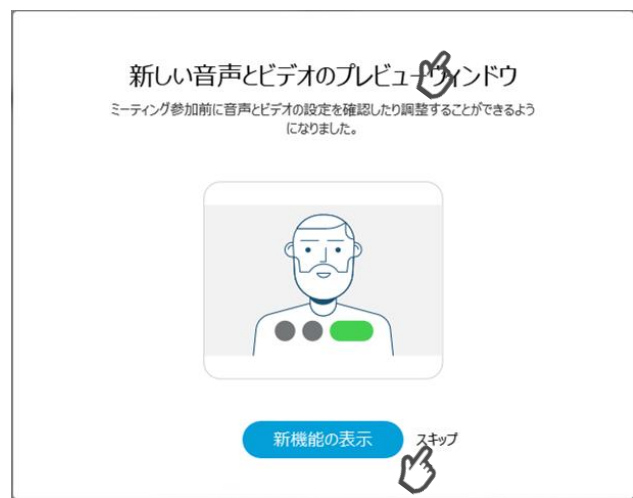 新しい音声とビデオのプレビューウィンドウ
ミーティング参加前に音声とビデオの設定を確認したり調整することができるよう
になりました。
新機能の表示
スキップ